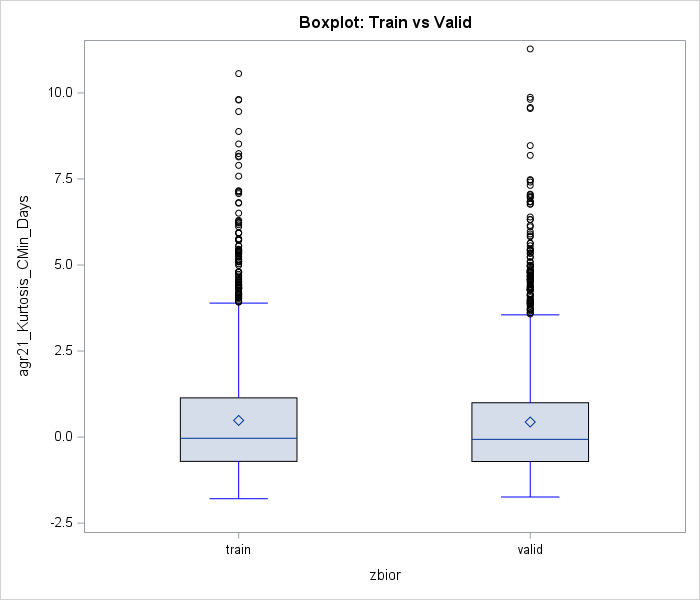 Boxplot: Train vs Valid
agr21_Kurtosis_CMin_Days
10.0
7.5
5.0
2.5
0.0
-2.5
train
valid
zbior